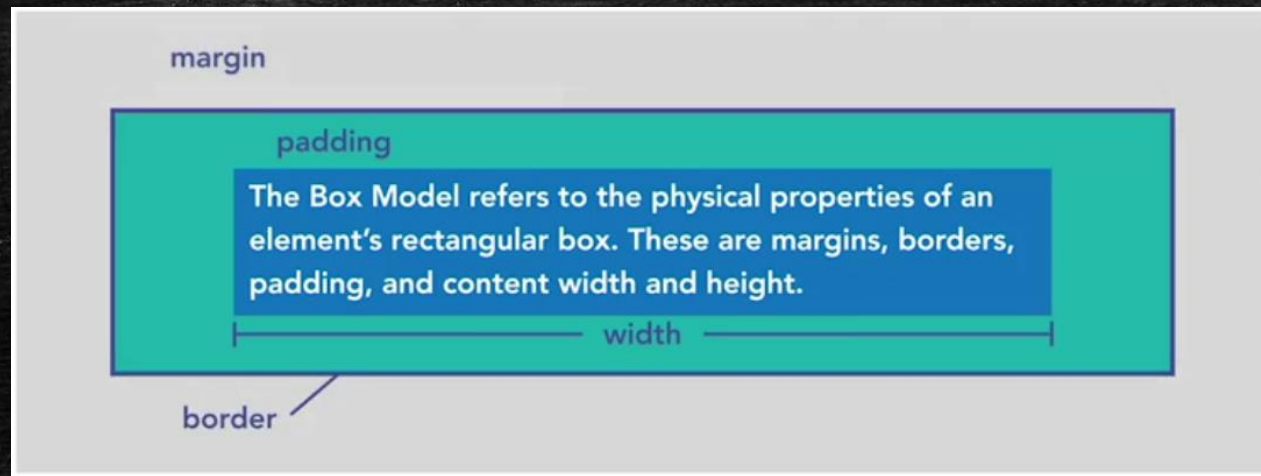 margin
padding
The Box Model refers to the physical properties of an
element's rectangular box. These are margins, borders,
padding, and content width and height.
width
border